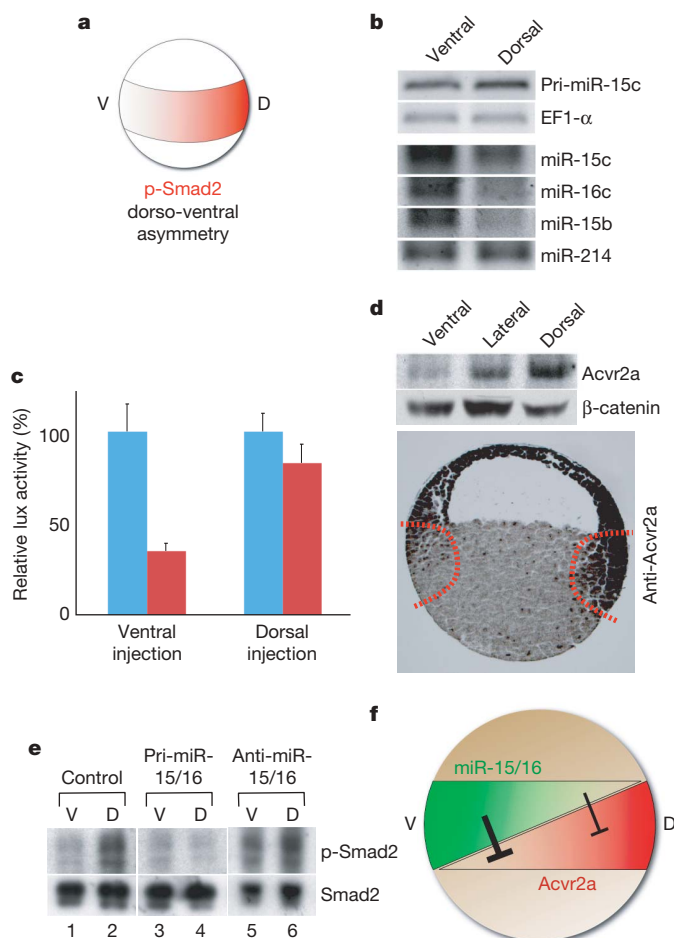 a
V
D
p-Smad2
dorso-ventral
asymmetry
b
Ventral
Dorsal
Pri-miR-15c
EF1-α
miR-15c
miR-16c
miR-15b
miR-214
c
Relative lux activity (%)
100
50
0
Ventral
injection
Dorsal
injection
d
Ventral
Lateral
Dorsal
Acvr2a
β-catenin
Anti-Acvr2a
e
Control
Pri-miR-
15/16
Anti-miR-
15/16
V D V D V D
p-Smad2
Smad2
1 2 3 4 5 6
f
miR-15/16
V
D
Acvr2a